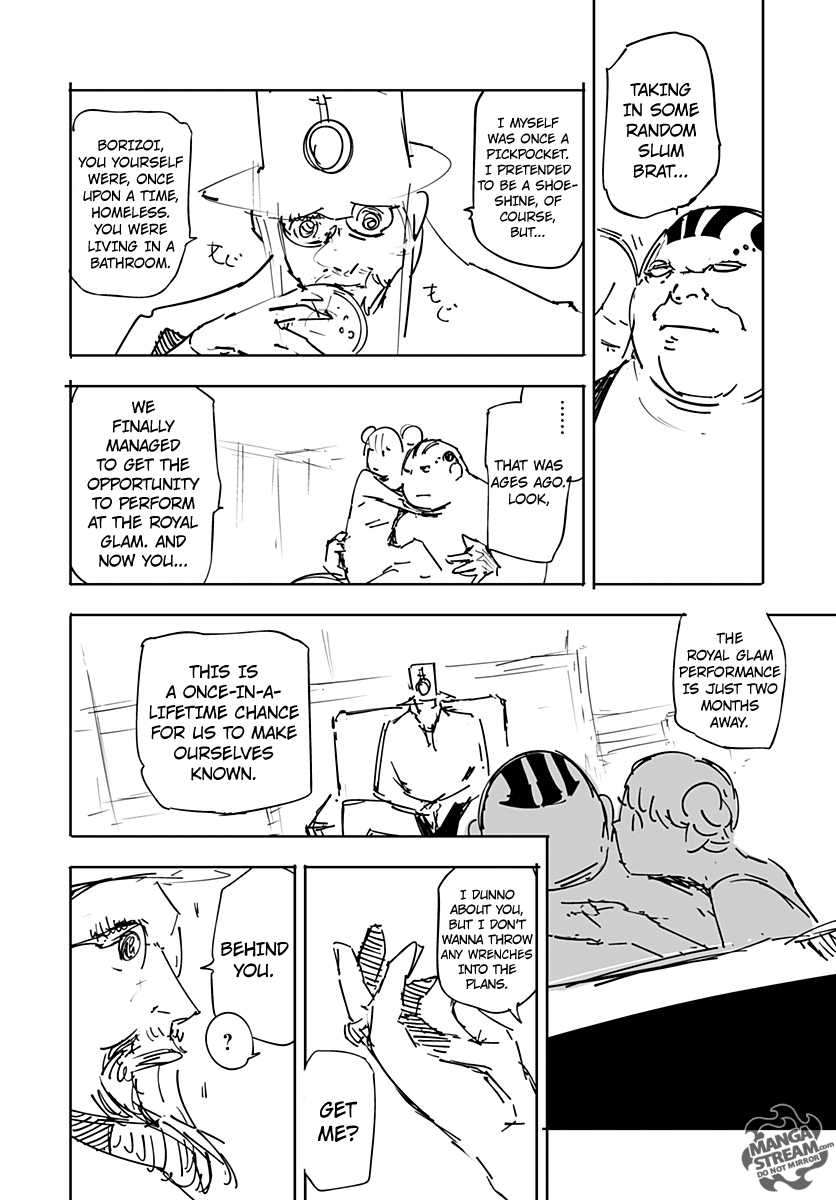 TAKING
IN SOME
RANDOM
SLUM
BRAT...
I MYSELF
WAS ONCE A
PICKPOCKET.
I PRETENDED
TO BE A SHOE-
SHINE, OF
COURSE,
BUT...
もじ
もじ
BORIZOI,
YOU YOURSELF
WERE, ONCE
UPON A TIME,
HOMELESS.
YOU WERE
LIVING IN A
BATHROOM.
......
THAT WAS
AGES AGO.
LOOK,
WE
FINALLY
MANAGED
TO GET THE
OPPORTUNITY
TO PERFORM
AT THE ROYAL
GLAM. AND
NOW YOU...
THE
ROYAL GLAM
PERFORMANCE
IS JUST TWO
MONTHS
AWAY.
THIS IS
A ONCE-IN-A-
LIFETIME CHANCE
FOR US TO MAKE
OURSELVES
KNOWN.
I DUNNO
ABOUT YOU,
BUT I DON'T
WANNA THROW
ANY WRENCHES
INTO THE
PLANS.
GET
ME?
BEHIND
YOU.
?
MANGA
STREAM.COM
DO NOT MIRROR!